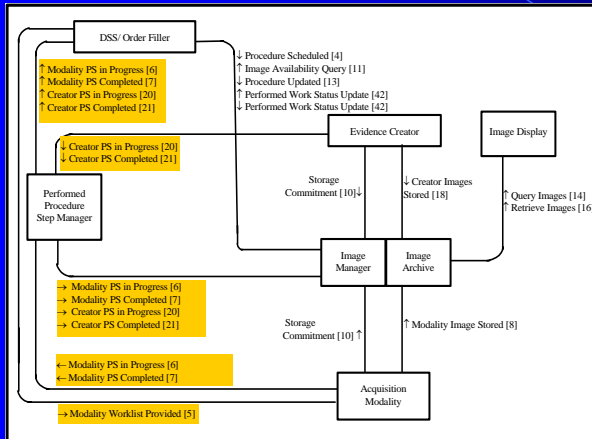 DSS/ Order Filler
↑ Modality PS in Progress [6]
↑ Modality PS Completed [7]
↑ Creator PS in Progress [20]
↑ Creator PS Completed [21]
↓ Procedure Scheduled [4]
↑ Image Availability Query [11]
↓ Procedure Updated [13]
↑ Performed Work Status Update [42]
↓ Performed Work Status Update [42]
Evidence Creator
Image Display
↓ Creator PS in Progress [20]
↓ Creator PS Completed [21]
Performed
Procedure
Step Manager
Storage
Commitment [10]↓
↓ Creator Images
Stored [18]
↑ Query Images [14]
↑ Retrieve Images [16]
Image
Manager
Image
Archive
→ Modality PS in Progress [6]
→ Modality PS Completed [7]
→ Creator PS in Progress [20]
→ Creator PS Completed [21]
Storage
Commitment [10] ↑
↑ Modality Image Stored [8]
← Modality PS in Progress [6]
← Modality PS Completed [7]
Acquisition
Modality
→ Modality Worklist Provided [5]